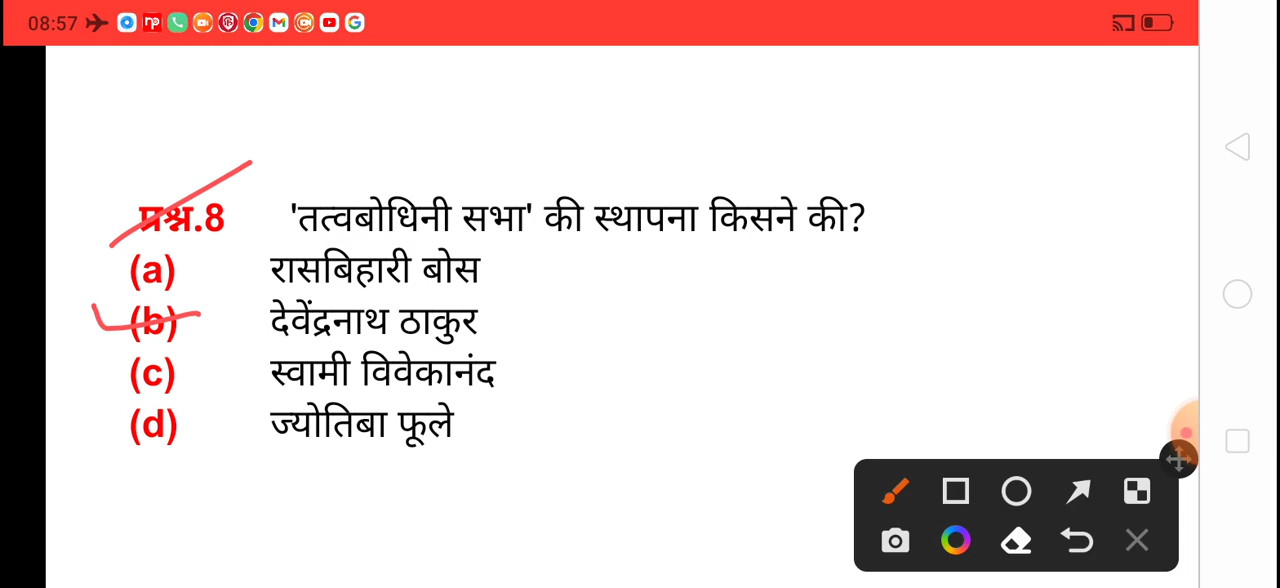 08:57
प्रश्न.8 'तत्वबोधिनी सभा' की स्थापना किसने की?
(a) रासबिहारी बोस
(b) देवेंद्रनाथ ठाकुर
(c) स्वामी विवेकानंद
(d) ज्योतिबा फूले